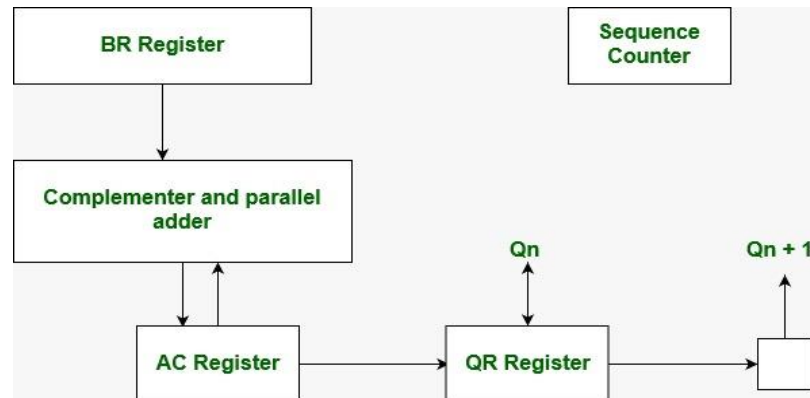 BR Register
Sequence
Counter
Complementer and parallel
adder
Qn
Qn + 1
AC Register
QR Register